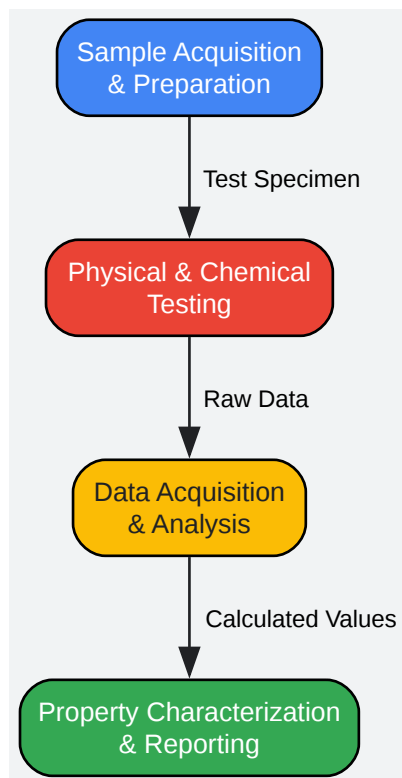 Sample Acquisition
& Preparation
Test Specimen
Physical & Chemical
Testing
Raw Data
Data Acquisition
& Analysis
Calculated Values
Property Characterization
& Reporting